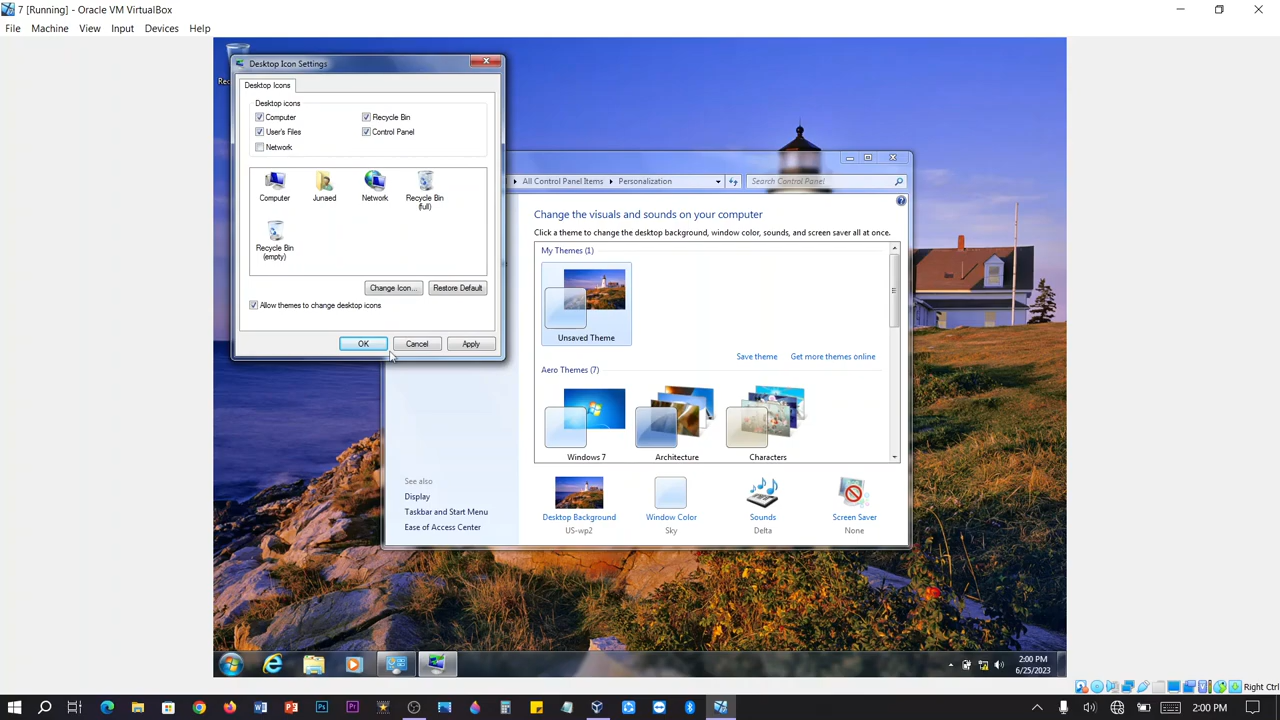 7 [Running] - Oracle VM VirtualBox
File Machine View Input Devices Help
Desktop Icon Settings
Desktop Icons
Desktop icons
Computer Recycle Bin
User's Files Control Panel
Network
Computer Junaed Network Recycle Bin (full)
Recycle Bin (empty)
Change Icon... Restore Default
Allow themes to change desktop icons
OK Cancel Apply
All Control Panel Items Personalization Search Control Panel
Change the visuals and sounds on your computer
Click a theme to change the desktop background, window color, sounds, and screen saver all at once.
My Themes (1)
Unsaved Theme
Save theme Get more themes online
Aero Themes (7)
Windows 7 Architecture Characters
See also
Display
Taskbar and Start Menu
Ease of Access Center
Desktop Background Window Color Sounds Screen Saver
US-wp2 Sky Delta None
2:00 PM
6/25/2023
Right Ctrl
2:00 PM